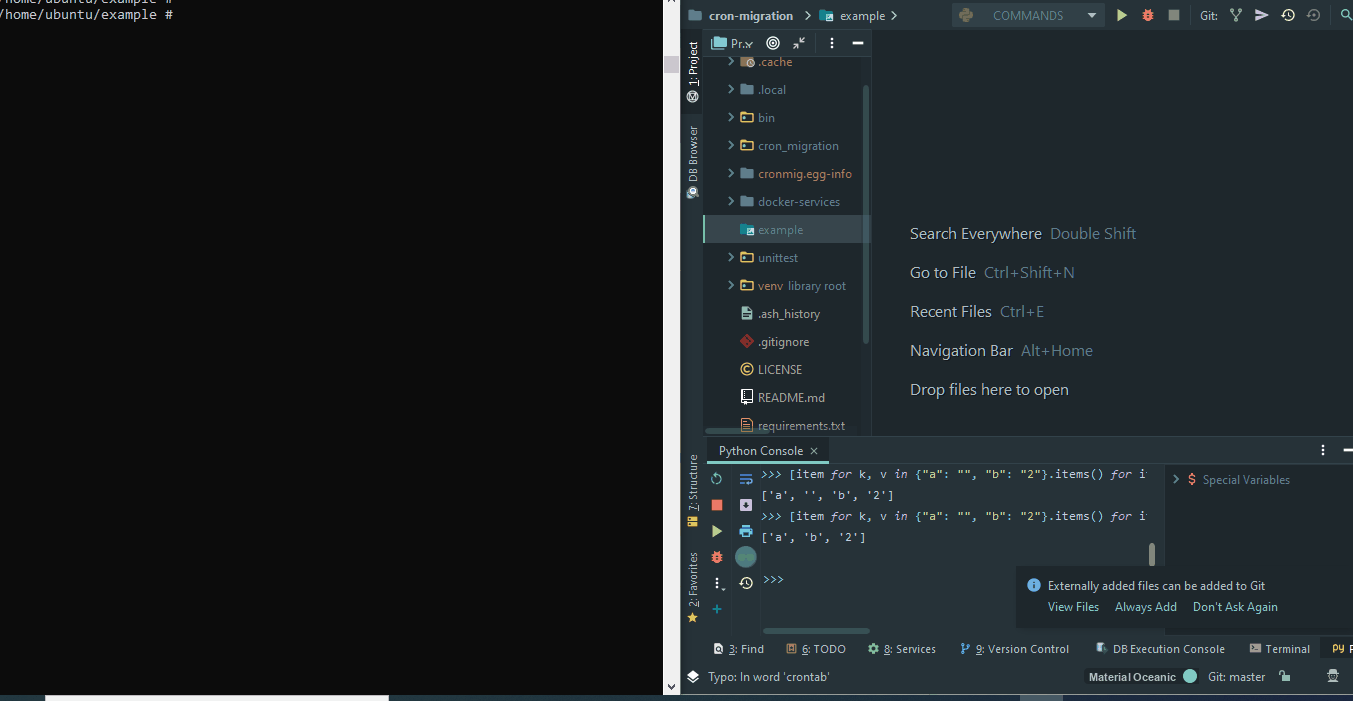 /home/ubuntu/example #
/home/ubuntu/example #
cron-migration
example
COMMANDS
Git:
1: Project
Pr
.cache
.local
bin
DB Browser
cron_migration
cronmig.egg-info
docker-services
example
unittest
venv library root
.ash_history
.gitignore
LICENSE
README.md
requirements.txt
Search Everywhere Double Shift
Go to File Ctrl+Shift+N
Recent Files Ctrl+E
Navigation Bar Alt+Home
Drop files here to open
Python Console
7: Structure
2: Favorites
>>> [item for k, v in {"a": "", "b": "2"}.items() for i
['a', '', 'b', '2']
>>> [item for k, v in {"a": "", "b": "2"}.items() for i
['a', 'b', '2']
>>>
Special Variables
Externally added files can be added to Git
View Files Always Add Don't Ask Again
3: Find 6: TODO 8: Services 9: Version Control DB Execution Console Terminal
Typo: In word 'crontab' Material Oceanic Git: master